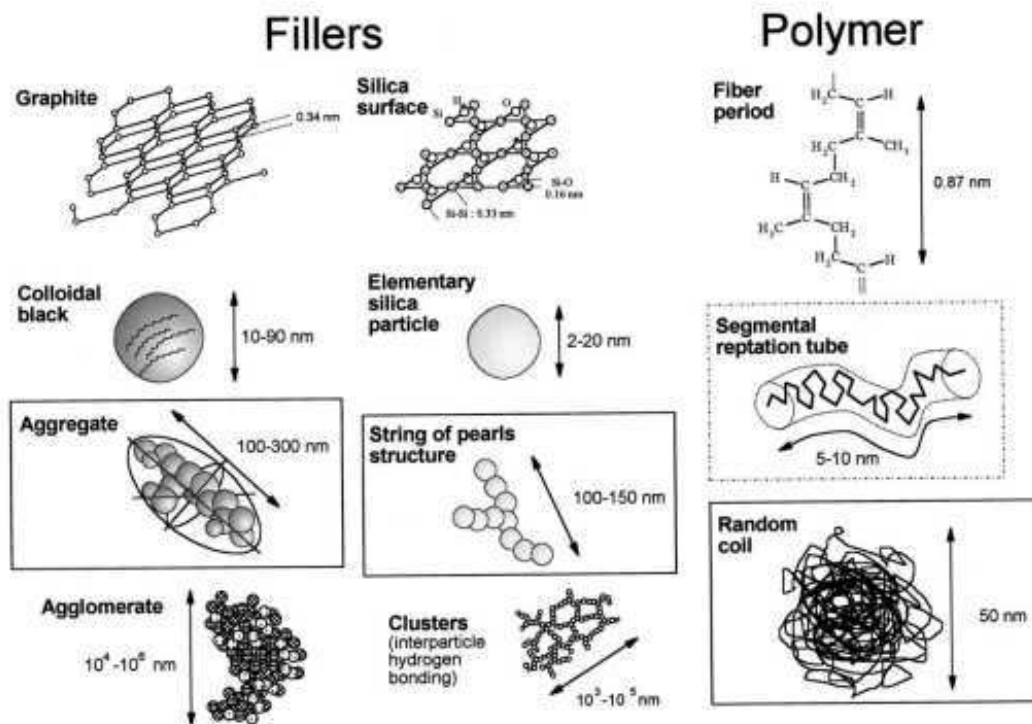 Fillers
Polymer
Graphite
0.34 nm
Silica
surface
H
O
Si
Si-O
0.16 nm
Si-Si : 0.33 nm
Fiber
period
H₂C
H
C
C
H₂C
CH₃
CH₂
H
C
C
H₃C
CH₂
H₂C
H
C
0.87 nm
Colloidal
black
10-90 nm
Elementary
silica
particle
2-20 nm
Segmental
reptation tube
5-10 nm
Aggregate
100-300 nm
String of pearls
structure
100-150 nm
Random
coil
50 nm
Agglomerate
10⁴-10⁶ nm
Clusters
(interparticle
hydrogen
bonding)
10³-10⁵ nm